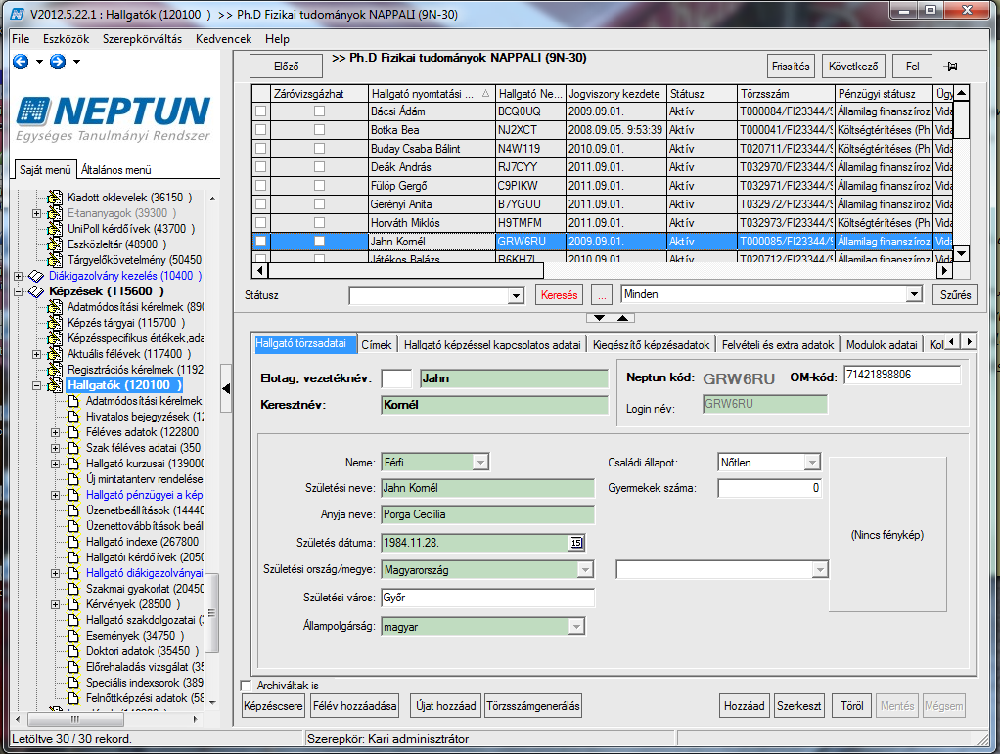 V2012.5.22.1 : Hallgatók (120100 ) >> Ph.D Fizikai tudományok NAPPALI (9N-30)
File Eszközök Szerepkörváltás Kedvencek Help
NEPTUN
Egységes Tanulmányi Rendszer
Saját menü Általános menü
Kiadott oklevelek (36150 )
E-tananyagok (39300 )
UniPoll kérdőívek (43700 )
Eszközleltár (48900 )
Tárgyelőkövetelmény (50450
Diákigazolvány kezelés (10400 )
Képzések (115600 )
Adatmódosítási kérelmek (890
Képzés tárgyai (115700 )
Képzésspecifikus értékek,ada
Aktuális félévek (117400 )
Regisztrációs kérelmek (1192
Hallgatók (120100 )
Adatmódosítási kérelmek
Hivatalos bejegyzések (12
Féléves adatok (122800
Szak féléves adatai (350
Hallgató kurzusai (139000
Új mintatanterv rendelése
Hallgató pénzügyei a kép
Üzenetbeállítások (14440
Üzenettovábbítások beál
Hallgató indexe (267800
Hallgatói kérdőívek (2050
Hallgató diákigazolványai
Szakmai gyakorlat (20450
Kérvények (28500 )
Hallgató szakdolgozatai (3
Események (34750 )
Doktori adatok (35450 )
Előrehaladás vizsgálat (35
Speciális indexsorok (389
Felnőttképzési adatok (58
Előző >> Ph.D Fizikai tudományok NAPPALI (9N-30) Frissítés Következő Fel
Záróvizsgázhat Hallgató nyomtatási ... Hallgató Ne... Jogviszony kezdete Státusz Törzsszám Pénzügyi státusz Ügy
Bácsi Ádám BCQ0UQ 2009.09.01. Aktív T000084/FI23344/S Államilag finanszíroz Vida
Botka Bea NJ2XCT 2008.09.05. 9:53:39 Aktív T000041/FI23344/S Költségtérítéses (Ph Vida
Buday Csaba Bálint N4W119 2010.09.01. Aktív T020711/FI23344/S Költségtérítéses (Ph Vida
Deák András RJ7CYY 2011.09.01. Aktív T032970/FI23344/S Államilag finanszíroz Vida
Fülöp Gergő C9PIKW 2011.09.01. Aktív T032971/FI23344/S Államilag finanszíroz Vida
Gerényi Anita B7YGUU 2011.09.01. Aktív T032972/FI23344/S Államilag finanszíroz Vida
Horváth Miklós H9TMFM 2011.09.01. Aktív T032973/FI23344/S Államilag finanszíroz Vida
Jahn Kornél GRW6RU 2009.09.01. Aktív T000085/FI23344/S Államilag finanszíroz Vida
Játékos Balázs R6KH7L 2010.09.01. Aktív T020712/FI23344/S Államilag finanszíroz Vida
Státusz Keresés ... Minden Szűrés
Hallgató törzsadatai Címek Hallgató képzéssel kapcsolatos adatai Kiegészítő képzésadatok Felvételi és extra adatok Modulok adatai Kol
Előtag, vezetéknév: Jahn
Keresztnév: Kornél
Neptun kód: GRW6RU OM-kód: 71421898806
Login név: GRW6RU
Neme: Férfi
Családi állapot: Nőtlen
Születési neve: Jahn Kornél
Gyermekek száma: 0
Anyja neve: Porga Cecília
Születés dátuma: 1984.11.28. 15
(Nincs fénykép)
Születési ország/megye: Magyarország
Születési város: Győr
Állampolgárság: magyar
Archiváltak is
Képzéscsere Félév hozzáadása Újat hozzáad Törzsszámgenerálás Hozzáad Szerkeszt Töröl Mentés Mégsem
Letöltve 30 / 30 rekord. Szerepkör: Kari adminisztrátor